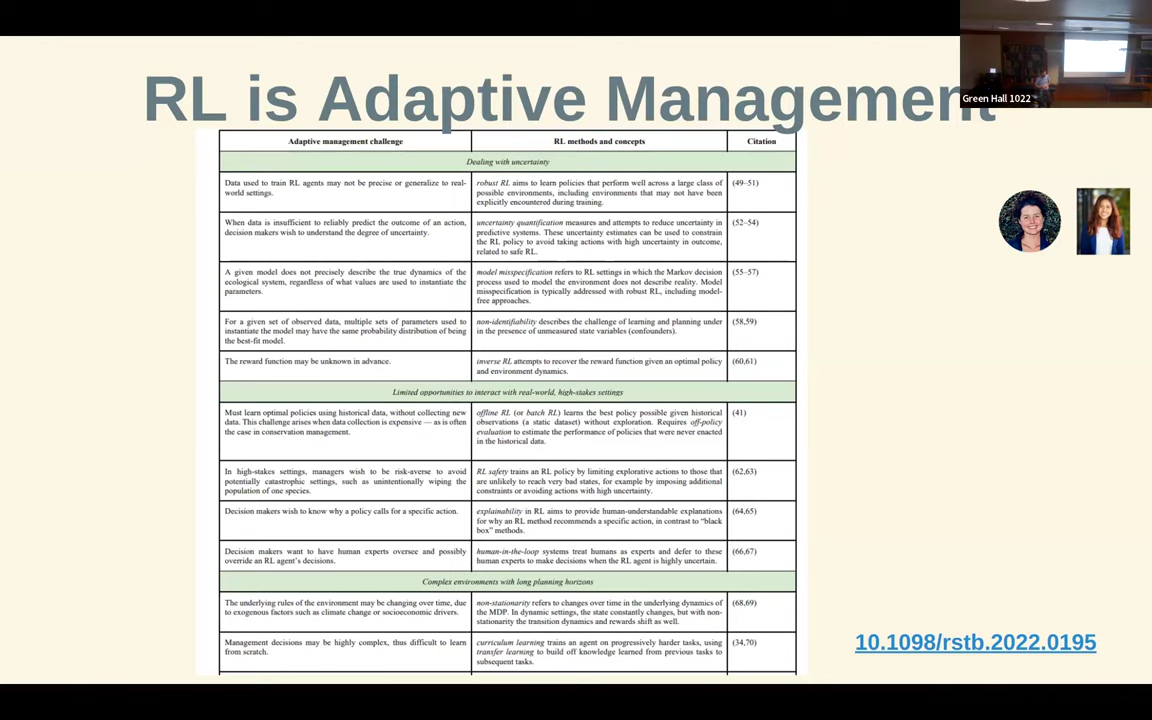 RL is Adaptive Management
Green Hall 1022
Adaptive management challenge
RL methods and concepts
Citation
Dealing with uncertainty
Data used to train RL agents may not be precise or generalize to real-
world settings.
robust RL aims to learn policies that perform well across a large class of
possible environments, including environments that may not have been
explicitly encountered during training.
(49–51)
When data is insufficient to reliably predict the outcome of an action,
decision makers wish to understand the degree of uncertainty.
uncertainty quantification measures and attempts to reduce uncertainty in
predictive systems. These uncertainty estimates can be used to constrain
the RL policy to avoid taking actions with high uncertainty in outcome,
related to safe RL.
(52–54)
A given model does not precisely describe the true dynamics of the
ecological system, regardless of what values are used to instantiate the
parameters.
model misspecification refers to RL settings in which the Markov decision
process used to model the environment does not describe reality. Model
misspecification is typically addressed with robust RL, including model-
free approaches.
(55–57)
For a given set of observed data, multiple sets of parameters used to
instantiate the model may have the same probability distribution of being
the best-fit model.
non-identifiability describes the challenge of learning and planning under
in the presence of unmeasured state variables (confounders).
(58,59)
The reward function may be unknown in advance.
inverse RL attempts to recover the reward function given an optimal policy
and environment dynamics.
(60,61)
Limited opportunities to interact with real-world, high-stakes settings
Must learn optimal policies using historical data, without collecting new
data. This challenge arises when data collection is expensive — as is often
the case in conservation management.
offline RL (or batch RL) learns the best policy possible given historical
observations (a static dataset) without exploration. Requires off-policy
evaluation to estimate the performance of policies that were never enacted
in the historical data.
(41)
In high-stakes settings, managers wish to be risk-averse to avoid
potentially catastrophic settings, such as unintentionally wiping the
population of one species.
RL safety trains an RL policy by limiting explorative actions to those that
are unlikely to reach very bad states, for example by imposing additional
constraints or avoiding actions with high uncertainty.
(62,63)
Decision makers wish to know why a policy calls for a specific action.
explainability in RL aims to provide human-understandable explanations
for why an RL method recommends a specific action, in contrast to “black
box” methods.
(64,65)
Decision makers want to have human experts oversee and possibly
override an RL agent’s decisions.
human-in-the-loop systems treat humans as experts and defer to these
human experts to make decisions when the RL agent is highly uncertain.
(66,67)
Complex environments with long planning horizons
The underlying rules of the environment may be changing over time, due
to exogenous factors such as climate change or socioeconomic drivers.
non-stationarity refers to changes over time in the underlying dynamics of
the MDP. In dynamic settings, the state constantly changes, but with non-
stationarity the transition dynamics and rewards shift as well.
(68,69)
Management decisions may be highly complex, thus difficult to learn
from scratch.
curriculum learning trains an agent on progressively harder tasks, using
transfer learning to build off knowledge learned from previous tasks to
subsequent tasks.
(34,70)
10.1098/rstb.2022.0195